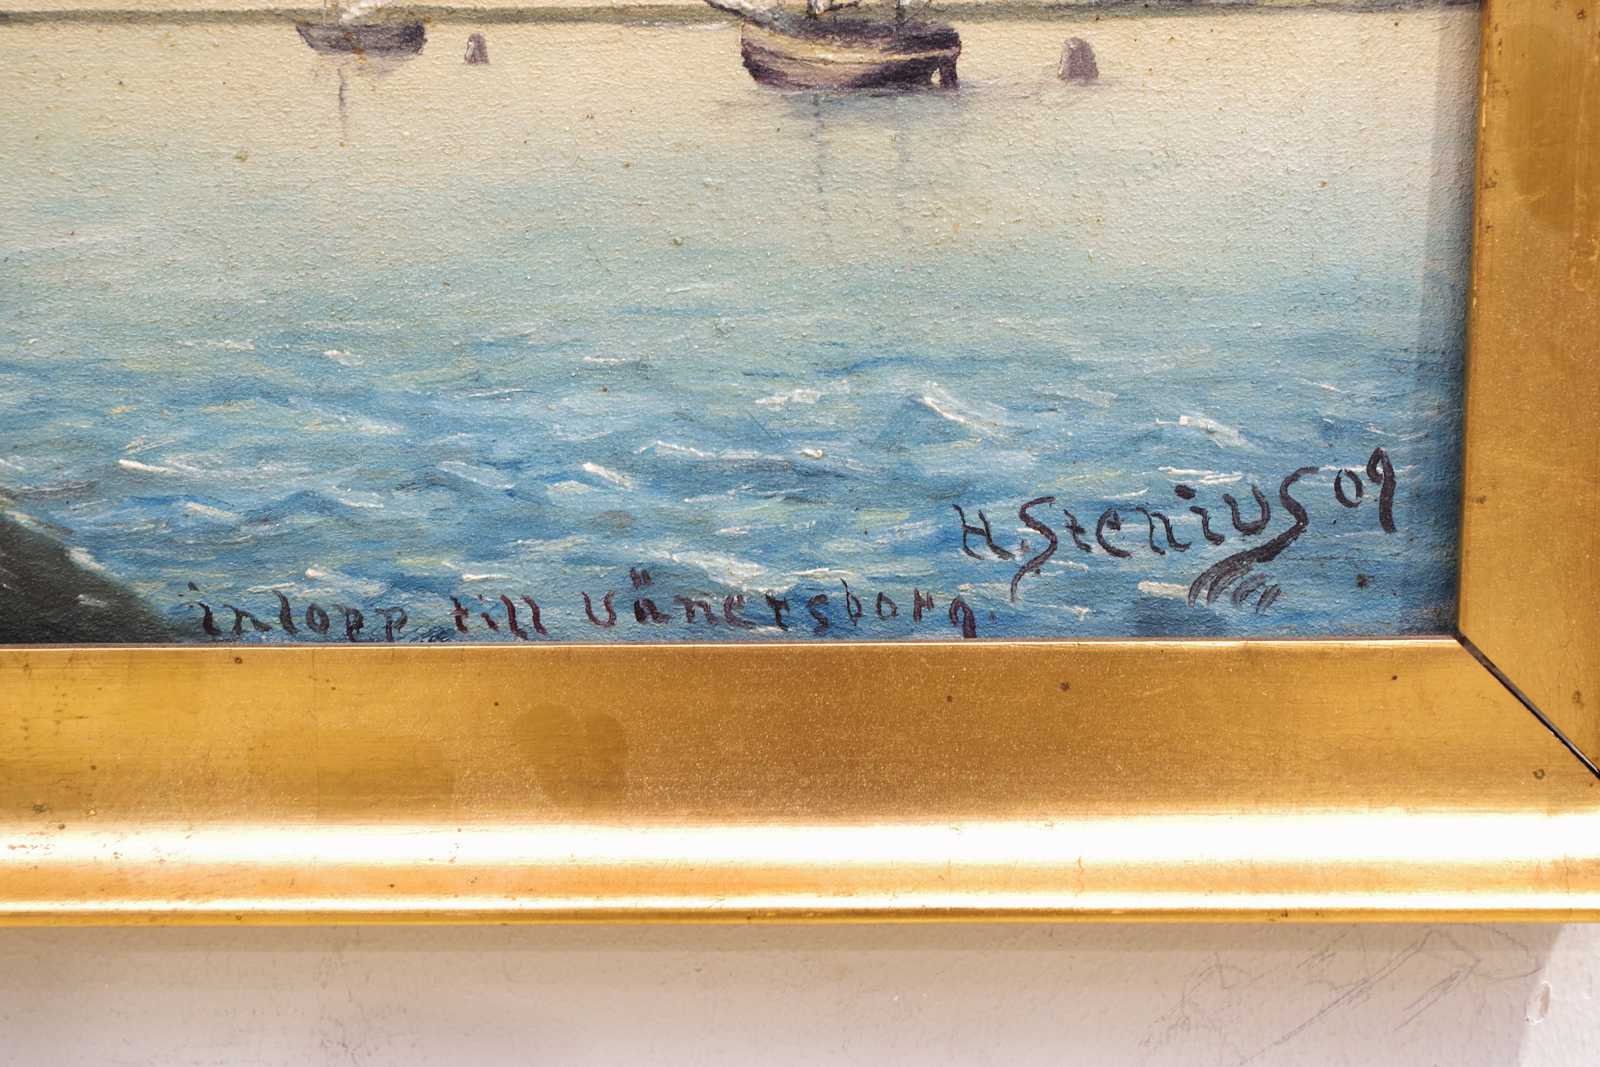 H. Stenius 09
inlopp till Vänersborg.